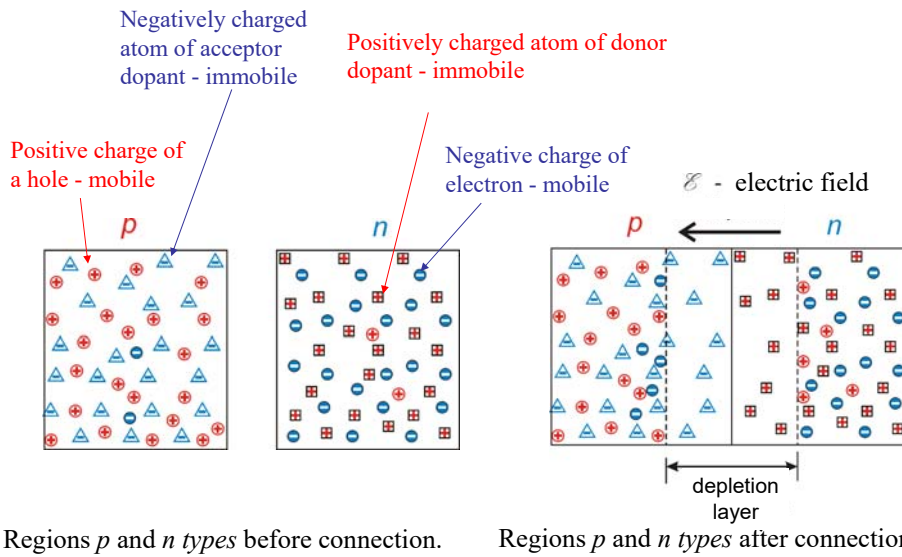 Negatively charged
atom of acceptor
dopant - immobile
Positively charged atom of donor
dopant - immobile
Positive charge of
a hole - mobile
Negative charge of
electron - mobile
ℰ - electric field
p
n
p
n
depletion
layer
Regions p and n types before connection.
Regions p and n types after connection